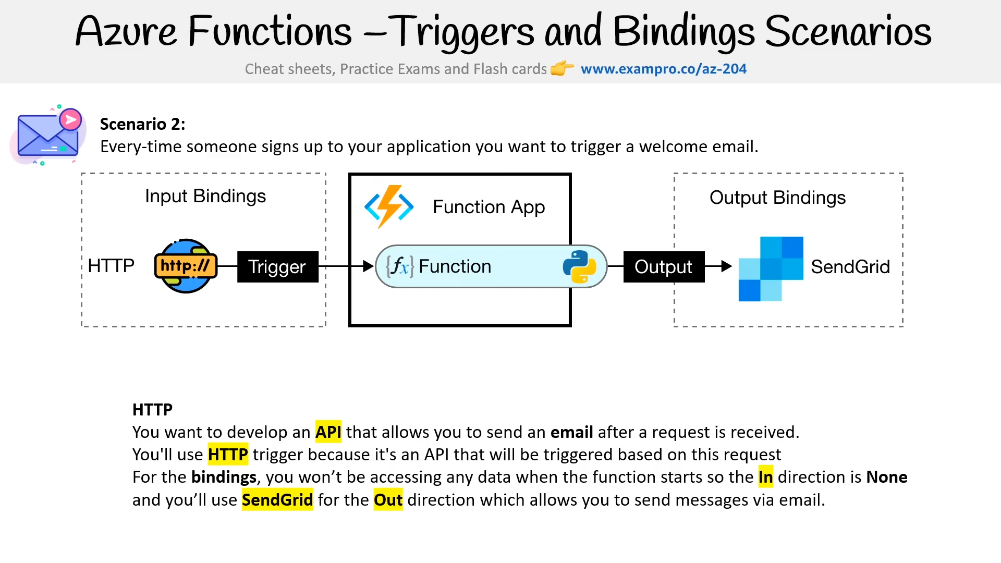 Azure Functions – Triggers and Bindings Scenarios
Cheat sheets, Practice Exams and Flash cards 👉 www.exampro.co/az-204
Scenario 2:
Every-time someone signs up to your application you want to trigger a welcome email.
Input Bindings
Function App
Output Bindings
HTTP
http://
Trigger
{fx} Function
Output
SendGrid
HTTP
You want to develop an API that allows you to send an email after a request is received.
You'll use HTTP trigger because it's an API that will be triggered based on this request
For the bindings, you won't be accessing any data when the function starts so the In direction is None
and you'll use SendGrid for the Out direction which allows you to send messages via email.